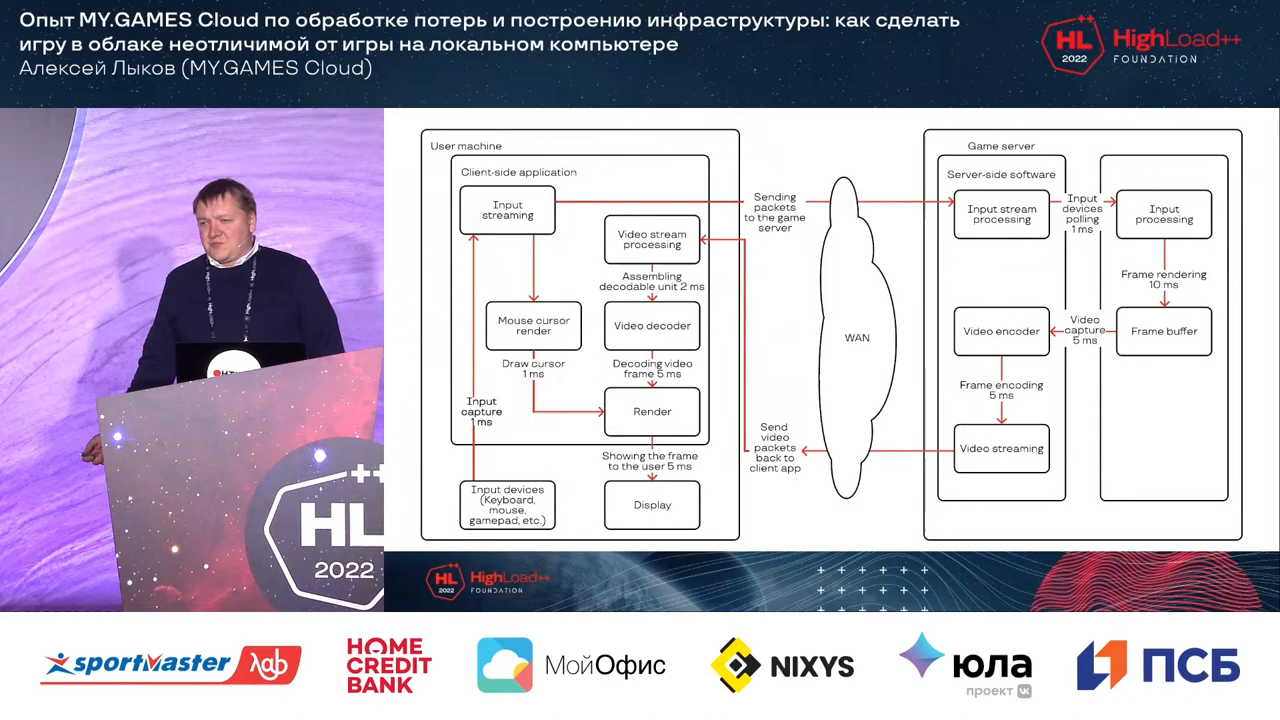 Опыт MY.GAMES Cloud по обработке потерь и построению инфраструктуры: как сделать
игру в облаке неотличимой от игры на локальном компьютере
Алексей Лыков (MY.GAMES Cloud)
HL
2022
HighLoad++
FOUNDATION
User machine
Client-side application
Input
streaming
Video stream
processing
Assembling
decodable unit 2 ms
Mouse cursor
render
Video decoder
Draw cursor
1 ms
Decoding video
frame 5 ms
Input
capture
1 ms
Render
Showing the frame
to the user 5 ms
Input devices
(Keyboard,
mouse,
gamepad, etc.)
Display
Sending
packets
to the game
server
WAN
Send
video
packets
back to
client app
Game server
Server-side software
Input stream
processing
Input
devices
polling
1 ms
Input
processing
Frame rendering
10 ms
Video encoder
Video
capture
5 ms
Frame buffer
Frame encoding
5 ms
Video streaming
++
HL
2022
HL
2022
HighLoad++
FOUNDATION
sportmaster
лab
HOME
CREDIT
BANK
МойОфис
NIXYS
юла
проект
ПСБ